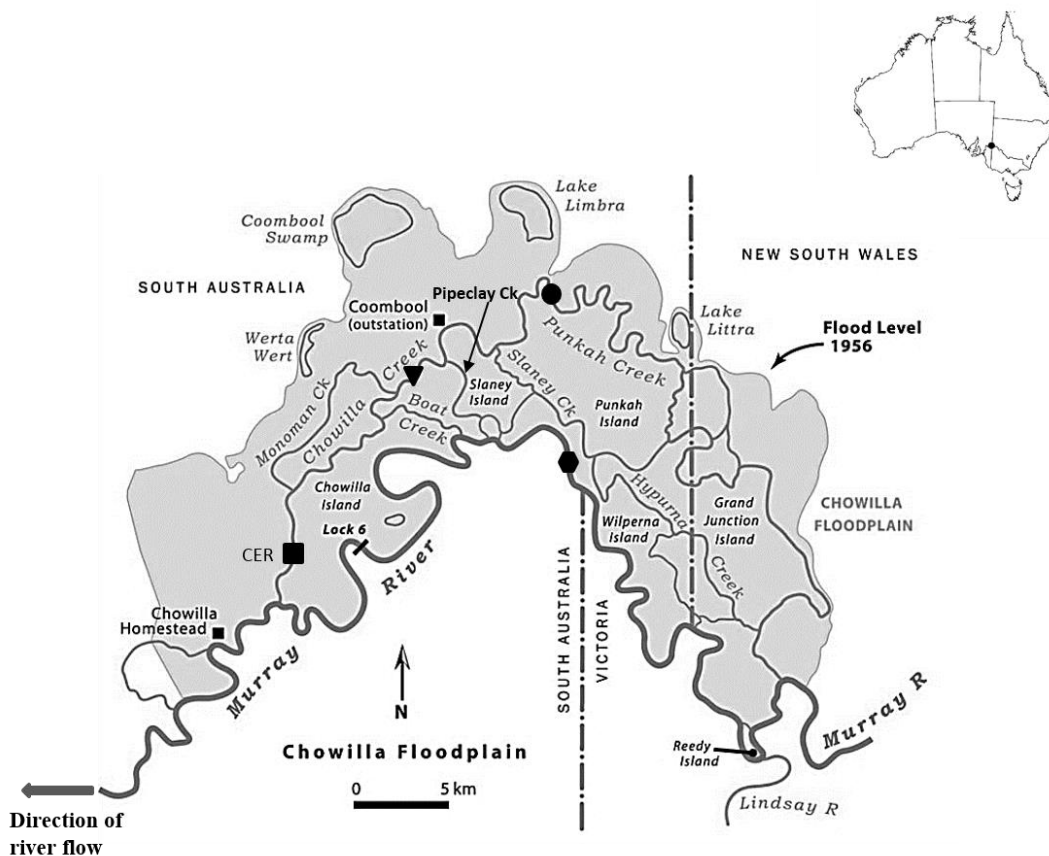 Lake
Limbra
Coombool
Swamp
NEW SOUTH WALES
SOUTH AUSTRALIA
Pipeclay Ck
Coombool
(outstation)
Lake
Littra
Flood Level
1956
Werta
Wert
Punkah Creek
Creek
Slaney Ck
Slaney
Island
Monoman Ck
Chowilla
Boat
Creek
Punkah
Island
Chowilla
Island
Hypurna
Creek
Grand
Junction
Island
CHOWILLA
FLOODPLAIN
Lock 6
Wilperna
Island
CER
River
Chowilla
Homestead
Murray
SOUTH AUSTRALIA
VICTORIA
N
Murray R
Chowilla Floodplain
Reedy
Island
0 5 km
Lindsay R
Direction of
river flow